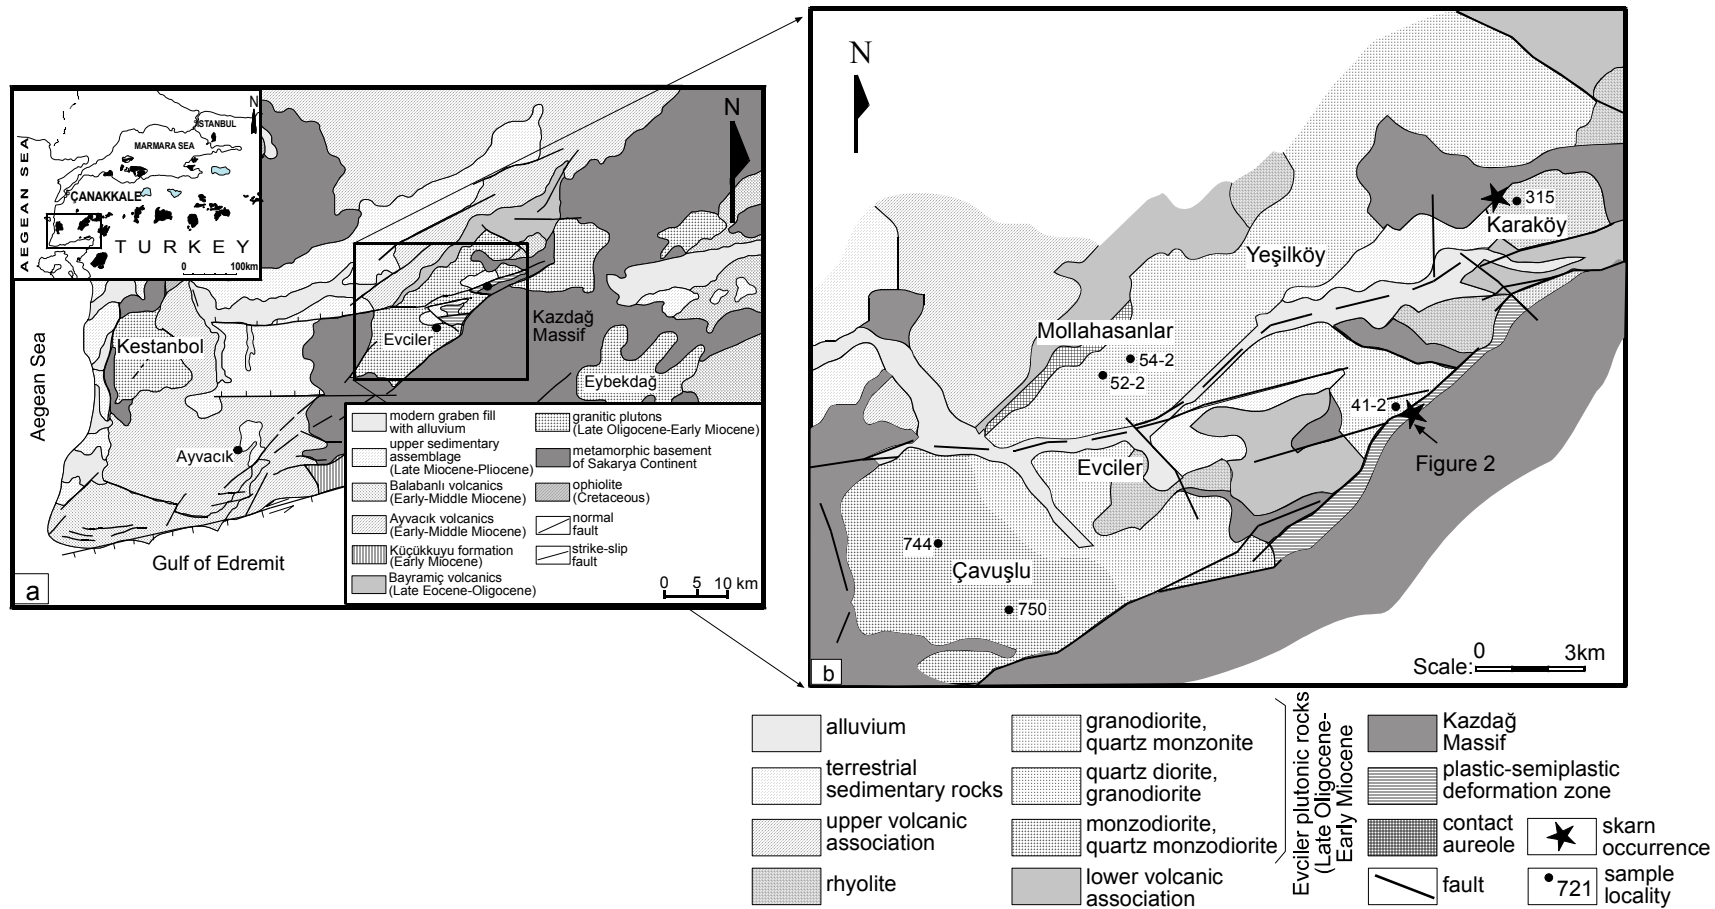 N
ISTANBUL
MARMARA SEA
AEGEAN SEA
ÇANAKKALE
TURKEY
0 100km
N
Kestanbol
Evciler
Kazdağ
Massif
Eybekdağ
Aegean Sea
Ayvacık
Gulf of Edremit
a
modern graben fill
with alluvium
upper sedimentary
assemblage
(Late Miocene-Pliocene)
Balabanlı volcanics
(Early-Middle Miocene)
Ayvacık volcanics
(Early-Middle Miocene)
Küçükkuyu formation
(Early Miocene)
Bayramiç volcanics
(Late Eocene-Oligocene)
granitic plutons
(Late Oligocene-Early Miocene)
metamorphic basement
of Sakarya Continent
ophiolite
(Cretaceous)
normal
fault
strike-slip
fault
0 5 10 km
N
315
Karaköy
Yeşilköy
Mollahasanlar
54-2
52-2
41-2
Evciler
Figure 2
744
Çavuşlu
750
b
0 3km
Scale:
alluvium
terrestrial
sedimentary rocks
upper volcanic
association
rhyolite
granodiorite,
quartz monzonite
quartz diorite,
granodiorite
monzodiorite,
quartz monzodiorite
lower volcanic
association
Evciler plutonic rocks
(Late Oligocene-
Early Miocene
Kazdağ
Massif
plastic-semiplastic
deformation zone
contact
aureole
fault
skarn
occurrence
721
sample
locality